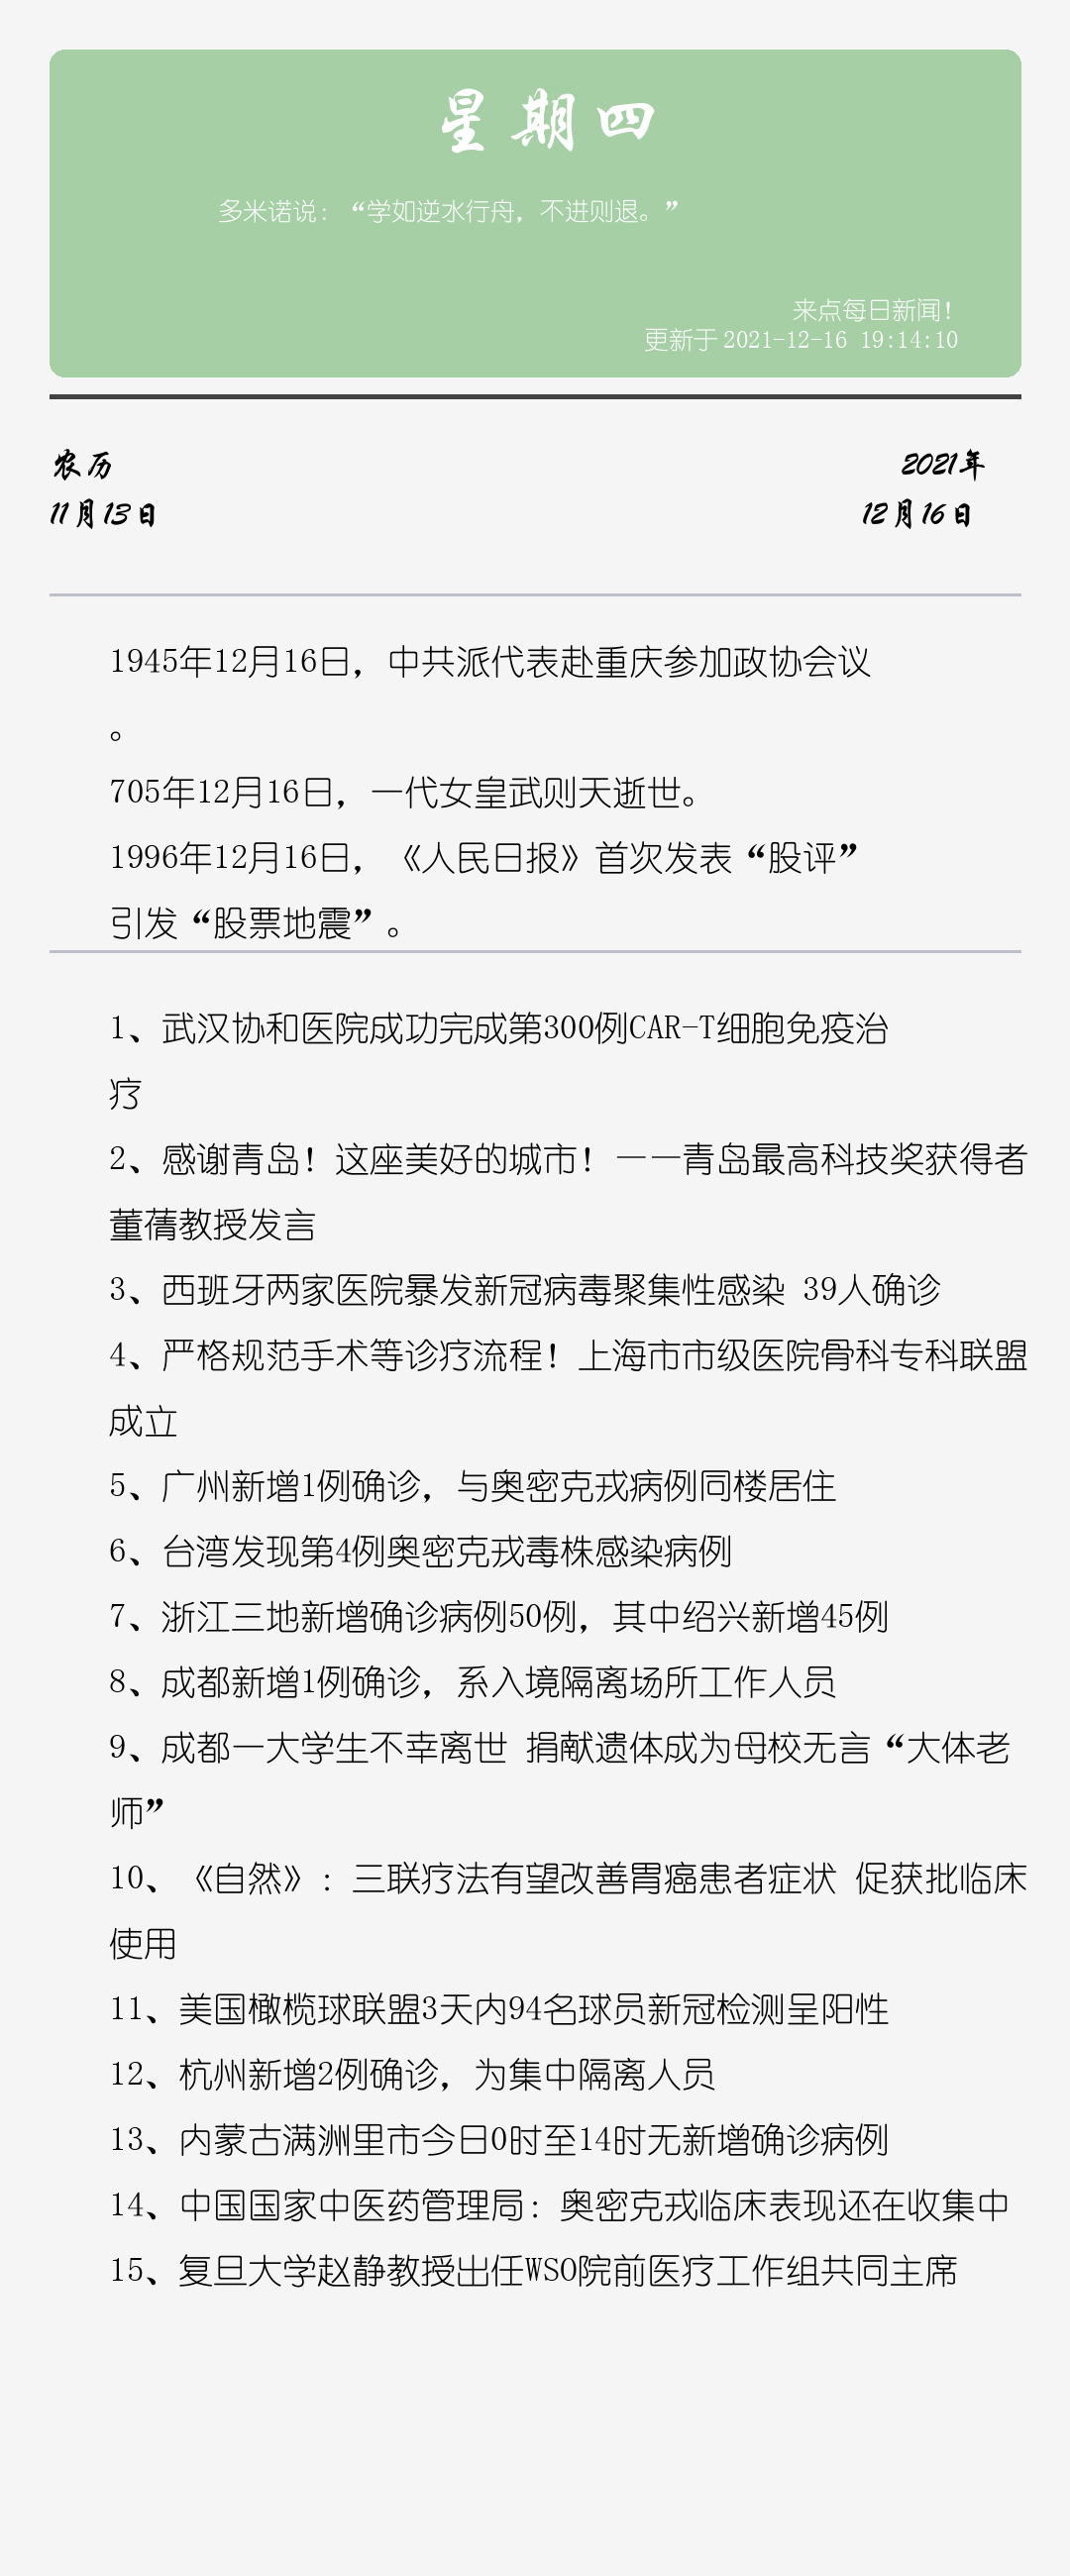 星期四
多米诺说：“学如逆水行舟，不进则退。”
来点每日新闻！
更新于 2021-12-16 19:14:10
农历
2021年
11月13日
12月16日
1945年12月16日，中共派代表赴重庆参加政协会议
。
705年12月16日，一代女皇武则天逝世。
1996年12月16日，《人民日报》首次发表“股评”
引发“股票地震”。
1、武汉协和医院成功完成第300例CAR-T细胞免疫治
疗
2、感谢青岛！这座美好的城市！——青岛最高科技奖获得者
董蒨教授发言
3、西班牙两家医院暴发新冠病毒聚集性感染 39人确诊
4、严格规范手术等诊疗流程！上海市市级医院骨科专科联盟
成立
5、广州新增1例确诊，与奥密克戎病例同楼居住
6、台湾发现第4例奥密克戎毒株感染病例
7、浙江三地新增确诊病例50例，其中绍兴新增45例
8、成都新增1例确诊，系入境隔离场所工作人员
9、成都一大学生不幸离世 捐献遗体成为母校无言“大体老
师”
10、《自然》：三联疗法有望改善胃癌患者症状 促获批临床
使用
11、美国橄榄球联盟3天内94名球员新冠检测呈阳性
12、杭州新增2例确诊，为集中隔离人员
13、内蒙古满洲里市今日0时至14时无新增确诊病例
14、中国国家中医药管理局：奥密克戎临床表现还在收集中
15、复旦大学赵静教授出任WSO院前医疗工作组共同主席